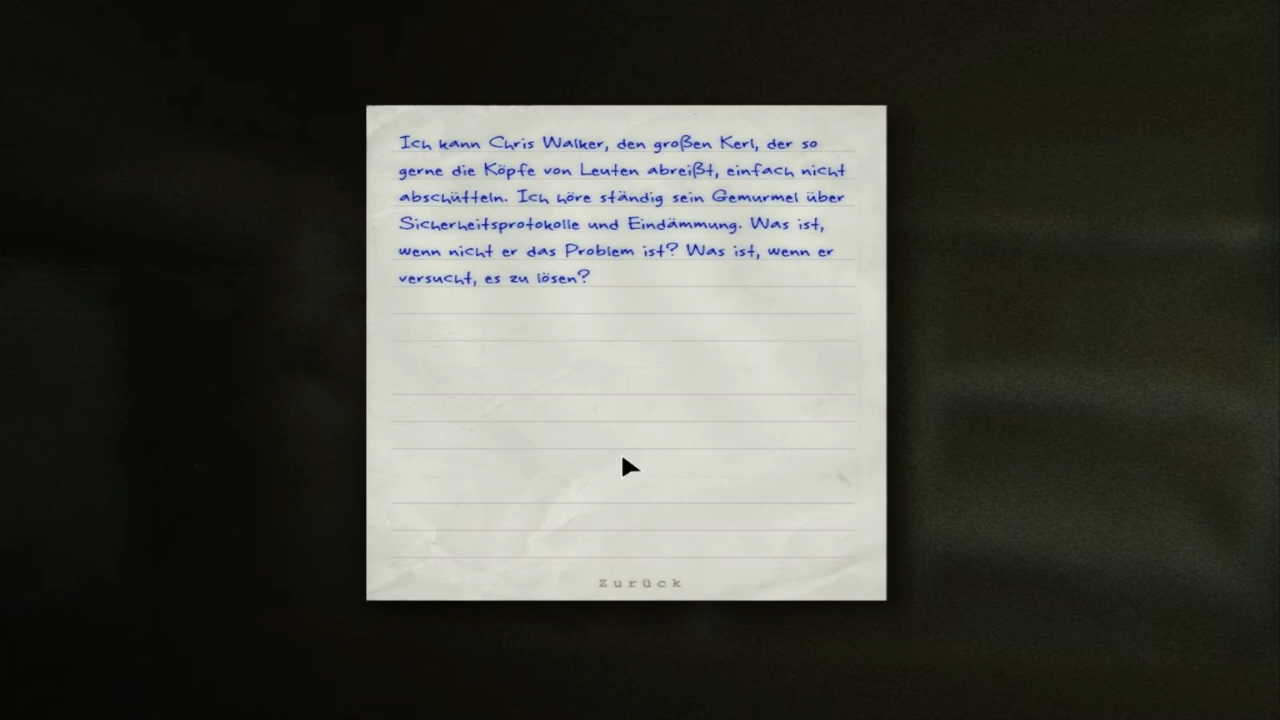 Ich kann Chris Walker, den großen Kerl, der so
gerne die Köpfe von Leuten abreißt, einfach nicht
abschütteln. Ich höre ständig sein Gemurmel über
Sicherheitsprotokolle und Eindämmung. Was ist,
wenn nicht er das Problem ist? Was ist, wenn er
versucht, es zu lösen?
Zurück